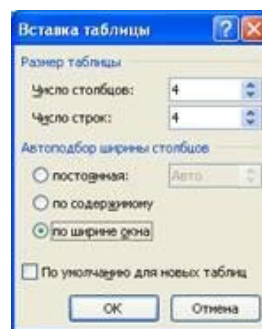 Вставка таблицы
Размер таблицы
Число столбцов: 4
Число строк: 4
Автоподбор ширины столбцов
постоянная: Авто
по содержимому
по ширине окна
По умолчанию для новых таблиц
ОК Отмена